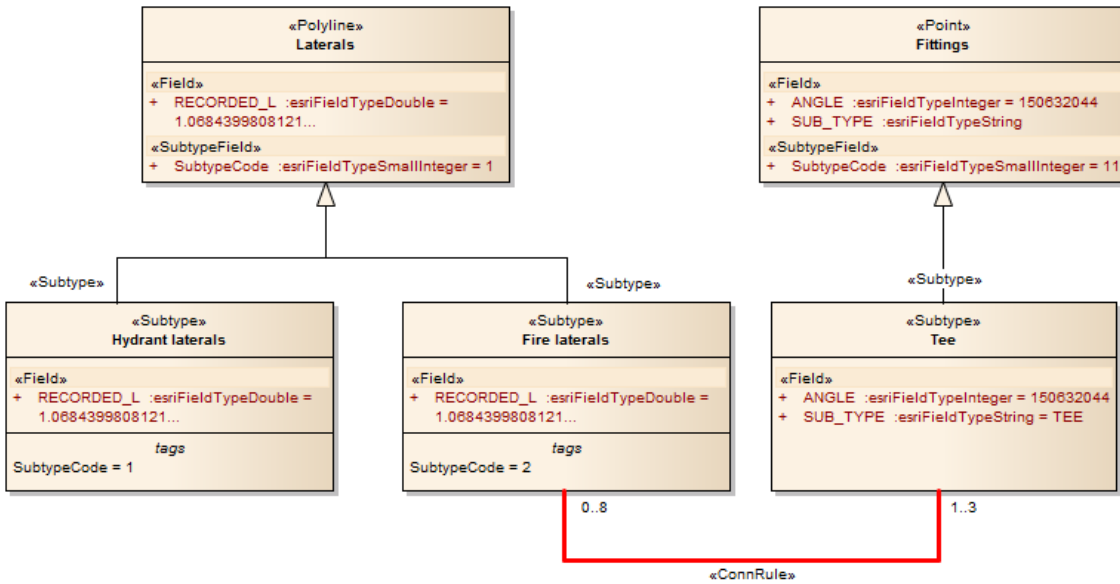 «Polyline»
Laterals
«Field»
+ RECORDED_L :esriFieldTypeDouble =
1.0684399808121...
«SubtypeField»
+ SubtypeCode :esriFieldTypeSmallInteger = 1
«Point»
Fittings
«Field»
+ ANGLE :esriFieldTypeInteger = 150632044
+ SUB_TYPE :esriFieldTypeString
«SubtypeField»
+ SubtypeCode :esriFieldTypeSmallInteger = 11
«Subtype»
«Subtype»
«Subtype»
«Subtype»
Hydrant laterals
«Field»
+ RECORDED_L :esriFieldTypeDouble =
1.0684399808121...
tags
SubtypeCode = 1
«Subtype»
Fire laterals
«Field»
+ RECORDED_L :esriFieldTypeDouble =
1.0684399808121...
tags
SubtypeCode = 2
«Subtype»
Tee
«Field»
+ ANGLE :esriFieldTypeInteger = 150632044
+ SUB_TYPE :esriFieldTypeString = TEE
0..8
1..3
«ConnRule»